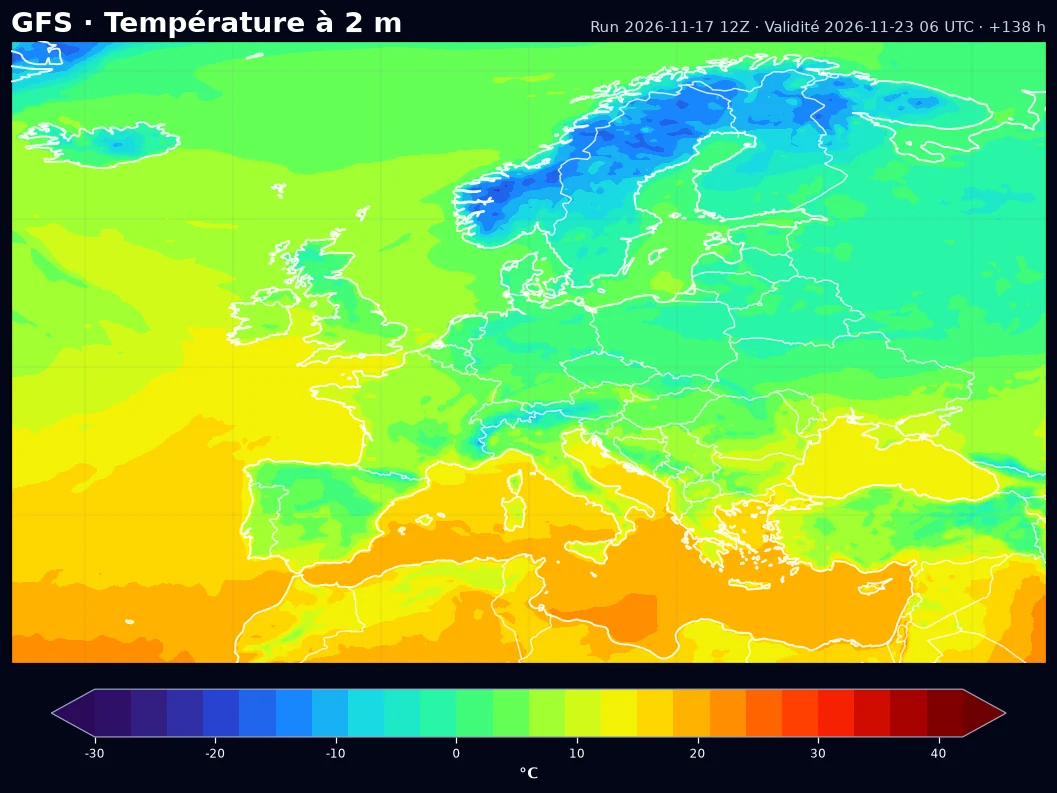 GFS · Température à 2 m
Run 2026-11-17 12Z · Validité 2026-11-23 06 UTC · +138 h
-30 -20 -10 0 10 20 30 40
°C